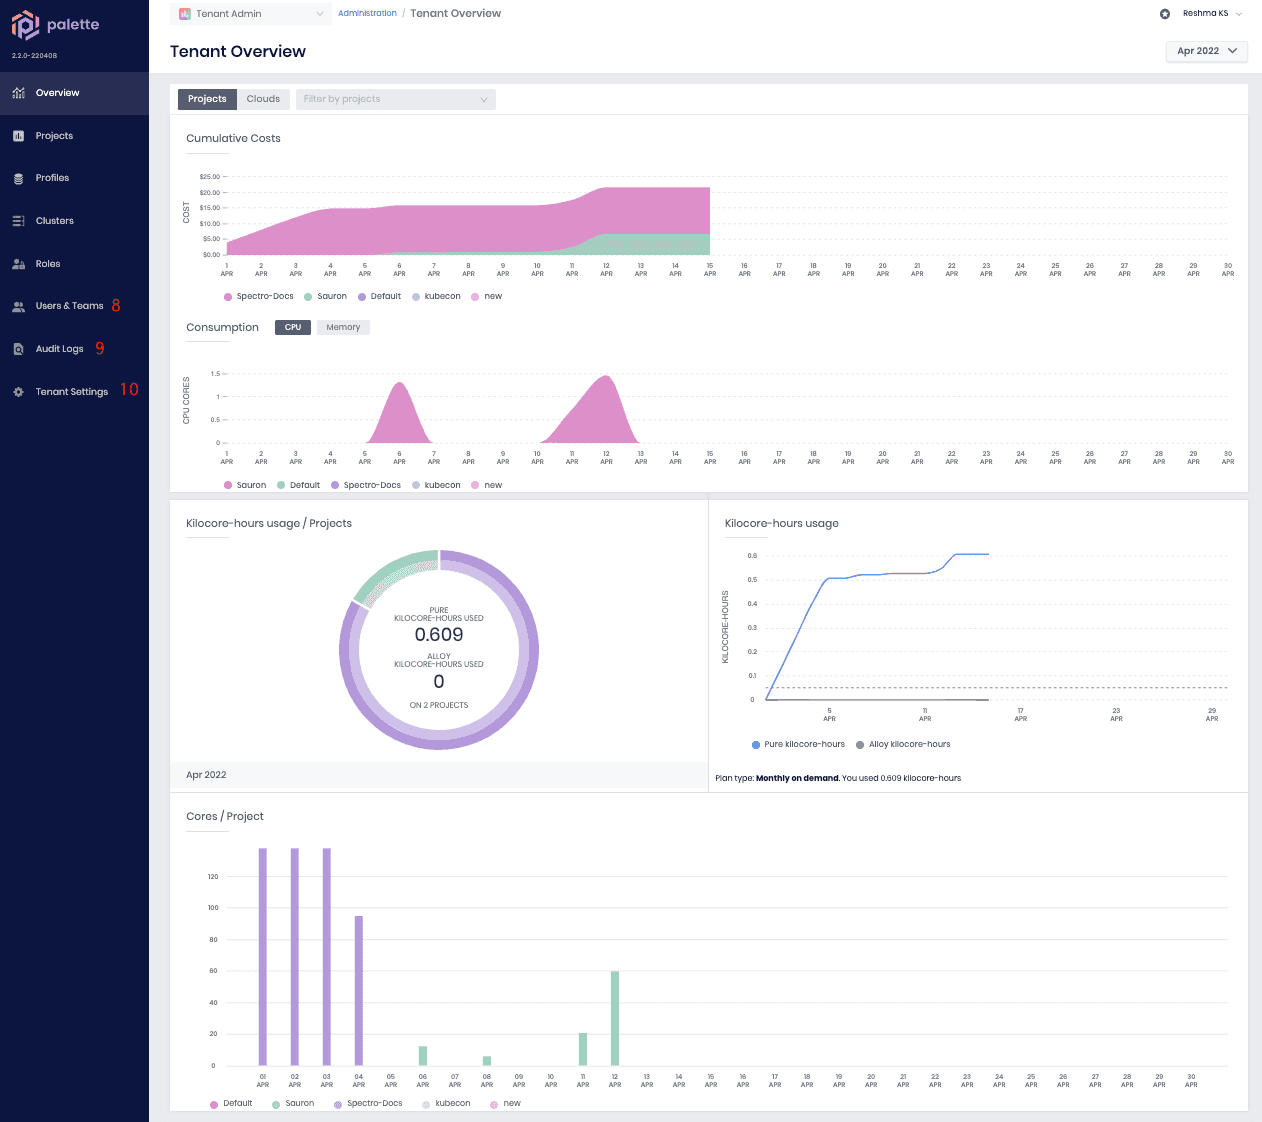 palette
2.2.0-220408
Overview
Projects
Profiles
Clusters
Roles
Users & Teams 8
Audit Logs 9
Tenant Settings 10
Tenant Admin
Administration / Tenant Overview
Reshma KS
Tenant Overview
Apr 2022
Projects Clouds Filter by projects
Cumulative Costs
COST
$25.00
$20.00
$15.00
$10.00
$5.00
$0.00
1 2 3 4 5 6 7 8 9 10 11 12 13 14 15 16 17 18 19 20 21 22 23 24 25 26 27 28 29 30
APR APR APR APR APR APR APR APR APR APR APR APR APR APR APR APR APR APR APR APR APR APR APR APR APR APR APR APR APR APR
Spectro-Docs Sauron Default kubecon new
Consumption CPU Memory
CPU CORES
1.5
1
0.5
0
1 2 3 4 5 6 7 8 9 10 11 12 13 14 15 16 17 18 19 20 21 22 23 24 25 26 27 28 29 30
APR APR APR APR APR APR APR APR APR APR APR APR APR APR APR APR APR APR APR APR APR APR APR APR APR APR APR APR APR APR
Sauron Default Spectro-Docs kubecon new
Kilocore-hours usage / Projects
PURE
KILOCORE-HOURS USED
0.609
ALLOY
KILOCORE-HOURS USED
0
ON 2 PROJECTS
Apr 2022
Kilocore-hours usage
KILOCORE-HOURS
0.6
0.5
0.4
0.3
0.2
0.1
0
5 11 17 23 29
APR APR APR APR APR
Pure kilocore-hours Alloy kilocore-hours
Plan type: Monthly on demand. You used 0.609 kilocore-hours
Cores / Project
120
100
80
60
40
20
0
01 02 03 04 05 06 07 08 09 10 11 12 13 14 15 16 17 18 19 20 21 22 23 24 25 26 27 28 29 30
APR APR APR APR APR APR APR APR APR APR APR APR APR APR APR APR APR APR APR APR APR APR APR APR APR APR APR APR APR APR
Default Sauron Spectro-Docs kubecon new